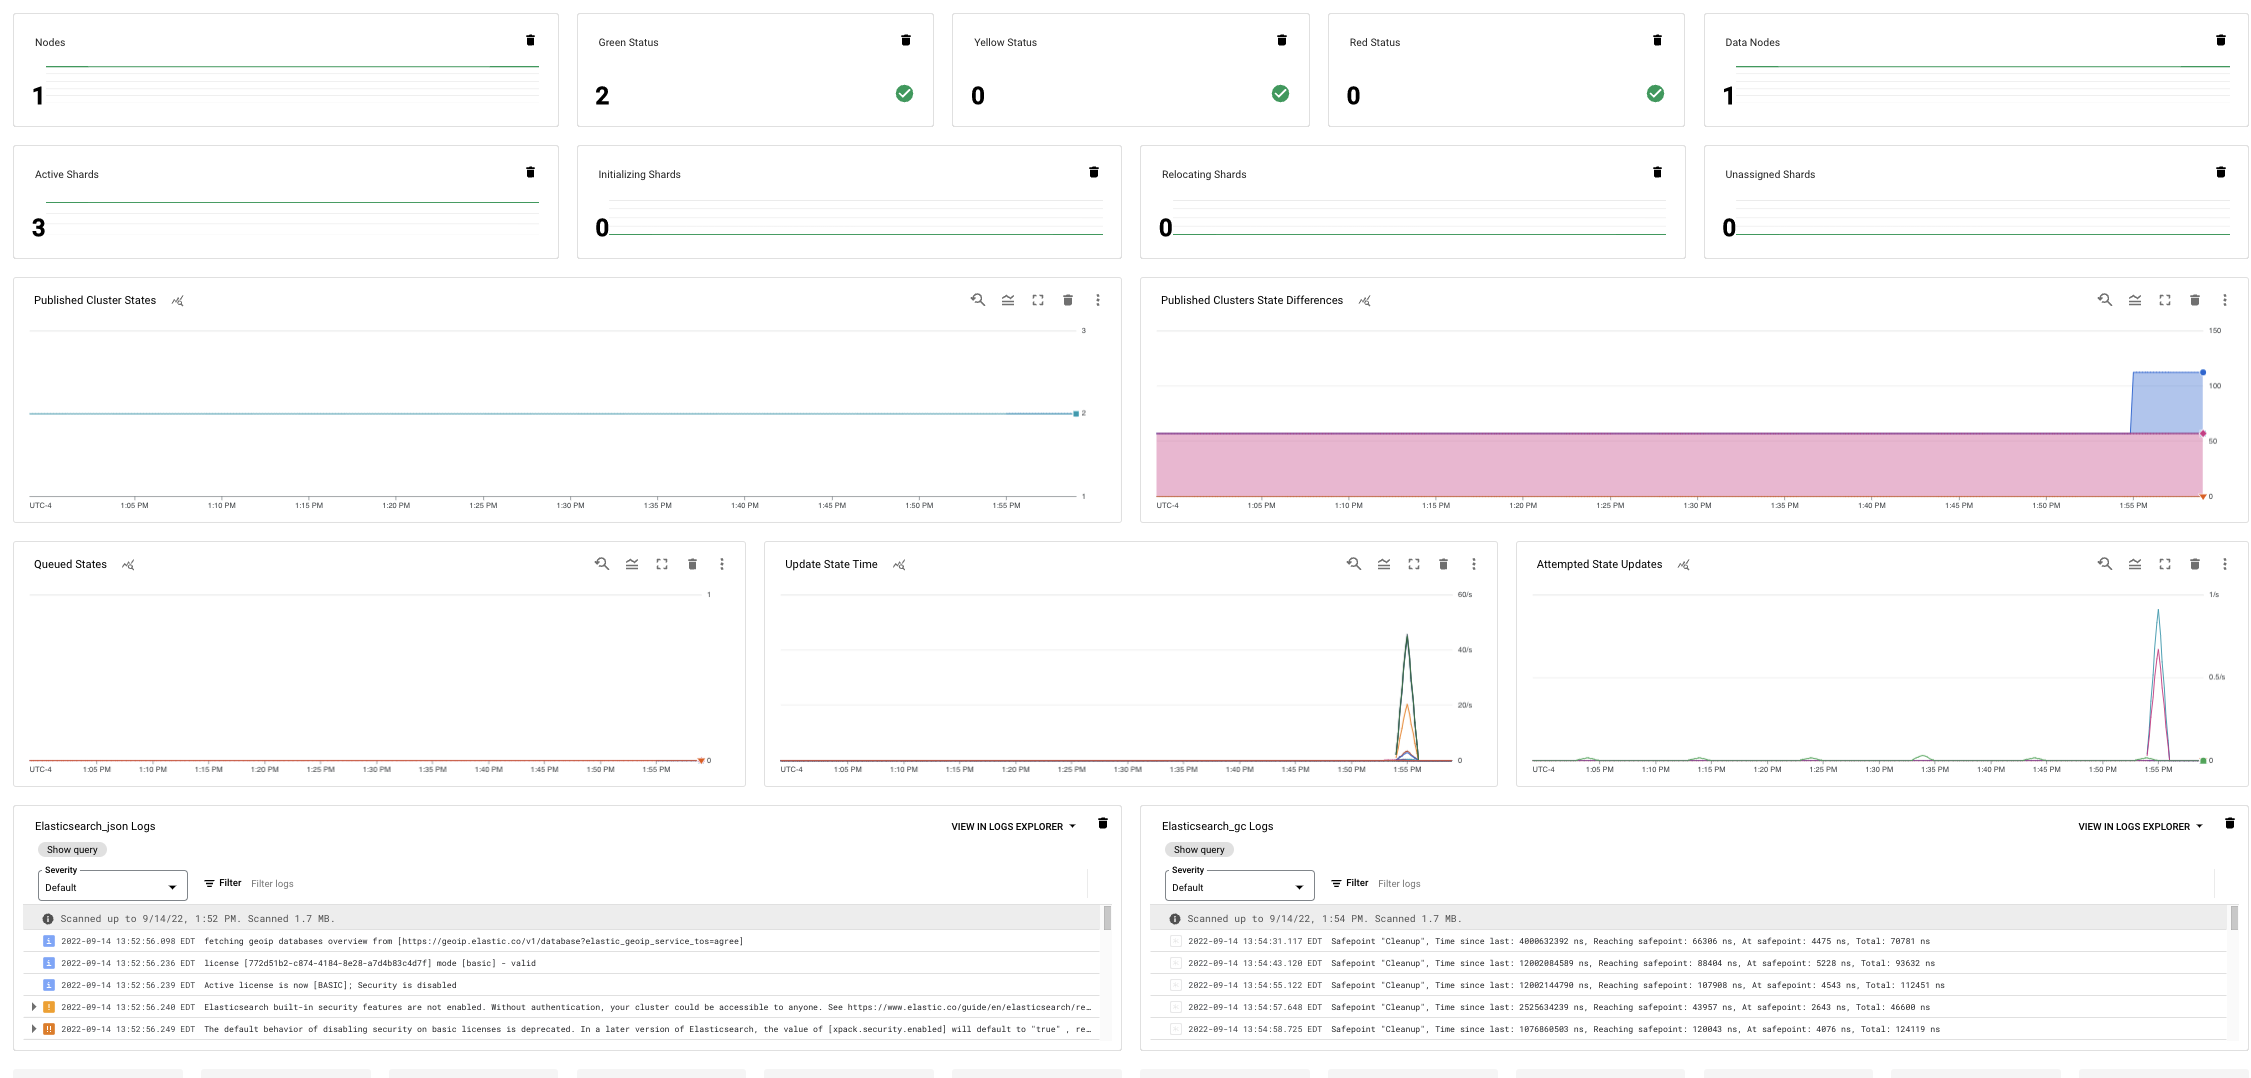 Nodes
1
Green Status
2
Yellow Status
0
Red Status
0
Data Nodes
1
Active Shards
3
Initializing Shards
0
Relocating Shards
0
Unassigned Shards
0
Published Cluster States
3
2
1
UTC-4 1:05 PM 1:10 PM 1:15 PM 1:20 PM 1:25 PM 1:30 PM 1:35 PM 1:40 PM 1:45 PM 1:50 PM 1:55 PM
Published Clusters State Differences
150
100
50
0
UTC-4 1:05 PM 1:10 PM 1:15 PM 1:20 PM 1:25 PM 1:30 PM 1:35 PM 1:40 PM 1:45 PM 1:50 PM 1:55 PM
Queued States
1
0
UTC-4 1:05 PM 1:10 PM 1:15 PM 1:20 PM 1:25 PM 1:30 PM 1:35 PM 1:40 PM 1:45 PM 1:50 PM 1:55 PM
Update State Time
60/s
40/s
20/s
0
UTC-4 1:05 PM 1:10 PM 1:15 PM 1:20 PM 1:25 PM 1:30 PM 1:35 PM 1:40 PM 1:45 PM 1:50 PM 1:55 PM
Attempted State Updates
1/s
0.5/s
0
UTC-4 1:05 PM 1:10 PM 1:15 PM 1:20 PM 1:25 PM 1:30 PM 1:35 PM 1:40 PM 1:45 PM 1:50 PM 1:55 PM
Elasticsearch_json Logs
VIEW IN LOGS EXPLORER
Show query
Severity
Default
Filter Filter logs
Scanned up to 9/14/22, 1:52 PM. Scanned 1.7 MB.
2022-09-14 13:52:56.098 EDT fetching geoip databases overview from [https://geoip.elastic.co/v1/database?elastic_geoip_service_tos=agree]
2022-09-14 13:52:56.236 EDT license [772d51b2-c874-4184-8e28-a7d4b83c4d7f] mode [basic] - valid
2022-09-14 13:52:56.239 EDT Active license is now [BASIC]; Security is disabled
2022-09-14 13:52:56.240 EDT Elasticsearch built-in security features are not enabled. Without authentication, your cluster could be accessible to anyone. See https://www.elastic.co/guide/en/elasticsearch/re…
2022-09-14 13:52:56.249 EDT The default behavior of disabling security on basic licenses is deprecated. In a later version of Elasticsearch, the value of [xpack.security.enabled] will default to "true" , re…
Elasticsearch_gc Logs
VIEW IN LOGS EXPLORER
Show query
Severity
Default
Filter Filter logs
Scanned up to 9/14/22, 1:54 PM. Scanned 1.7 MB.
2022-09-14 13:54:31.117 EDT Safepoint "Cleanup", Time since last: 4000632392 ns, Reaching safepoint: 66306 ns, At safepoint: 4475 ns, Total: 70781 ns
2022-09-14 13:54:43.120 EDT Safepoint "Cleanup", Time since last: 12002084589 ns, Reaching safepoint: 88404 ns, At safepoint: 5228 ns, Total: 93632 ns
2022-09-14 13:54:55.122 EDT Safepoint "Cleanup", Time since last: 12002144790 ns, Reaching safepoint: 107908 ns, At safepoint: 4543 ns, Total: 112451 ns
2022-09-14 13:54:57.648 EDT Safepoint "Cleanup", Time since last: 2525634239 ns, Reaching safepoint: 43957 ns, At safepoint: 2643 ns, Total: 46600 ns
2022-09-14 13:54:58.725 EDT Safepoint "Cleanup", Time since last: 1076860503 ns, Reaching safepoint: 120043 ns, At safepoint: 4076 ns, Total: 124119 ns